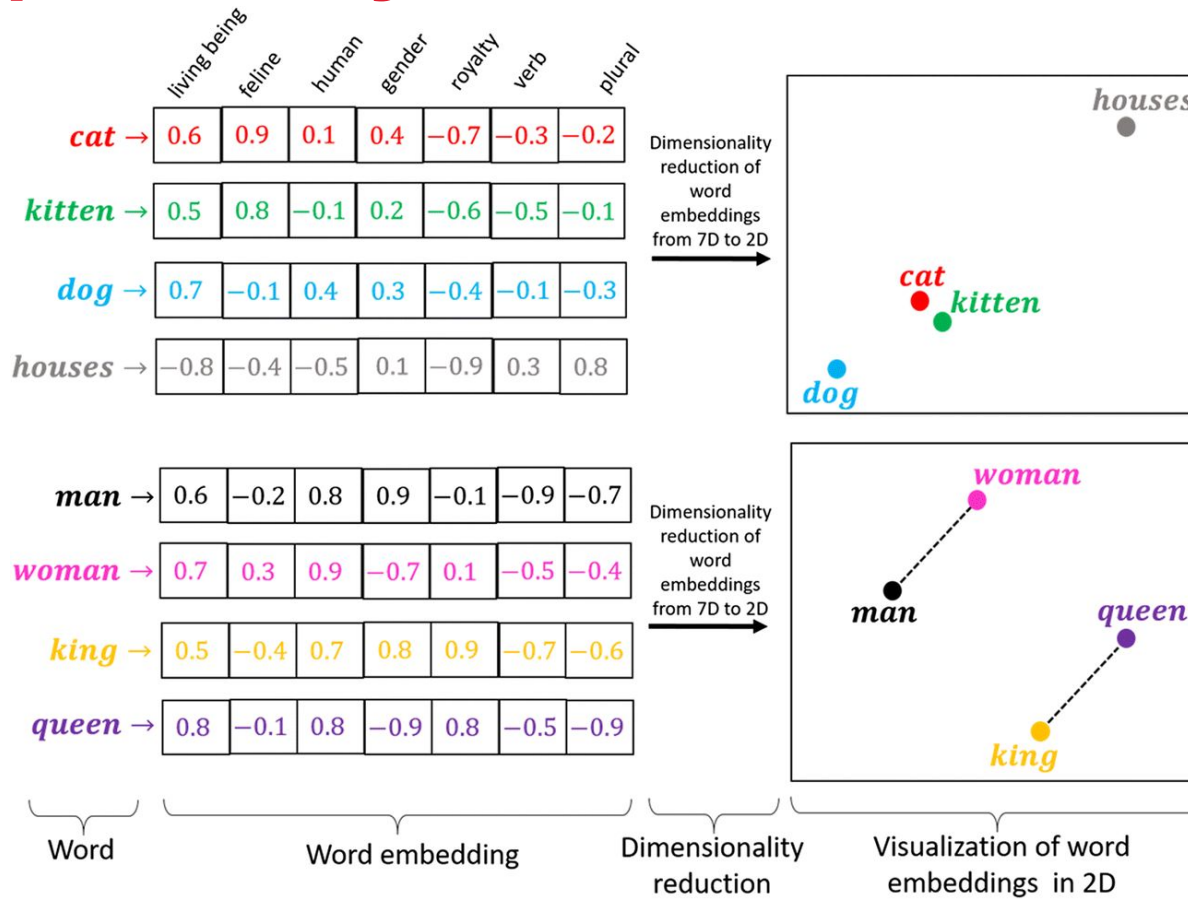 living being feline human gender royalty verb plural
cat → 0.6 0.9 0.1 0.4 −0.7 −0.3 −0.2
kitten → 0.5 0.8 −0.1 0.2 −0.6 −0.5 −0.1
dog → 0.7 −0.1 0.4 0.3 −0.4 −0.1 −0.3
houses → −0.8 −0.4 −0.5 0.1 −0.9 0.3 0.8
Dimensionality
reduction of
word
embeddings
from 7D to 2D
houses
cat
kitten
dog
man → 0.6 −0.2 0.8 0.9 −0.1 −0.9 −0.7
woman → 0.7 0.3 0.9 −0.7 0.1 −0.5 −0.4
king → 0.5 −0.4 0.7 0.8 0.9 −0.7 −0.6
queen → 0.8 −0.1 0.8 −0.9 0.8 −0.5 −0.9
Dimensionality
reduction of
word
embeddings
from 7D to 2D
woman
man
queen
king
Word
Word embedding
Dimensionality
reduction
Visualization of word
embeddings in 2D